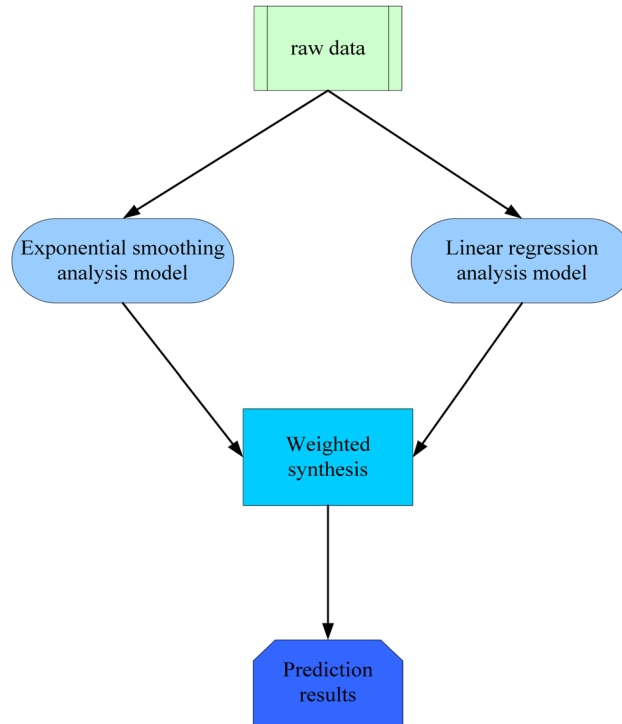 raw data
Exponential smoothing
analysis model
Linear regression
analysis model
Weighted
synthesis
Prediction
results